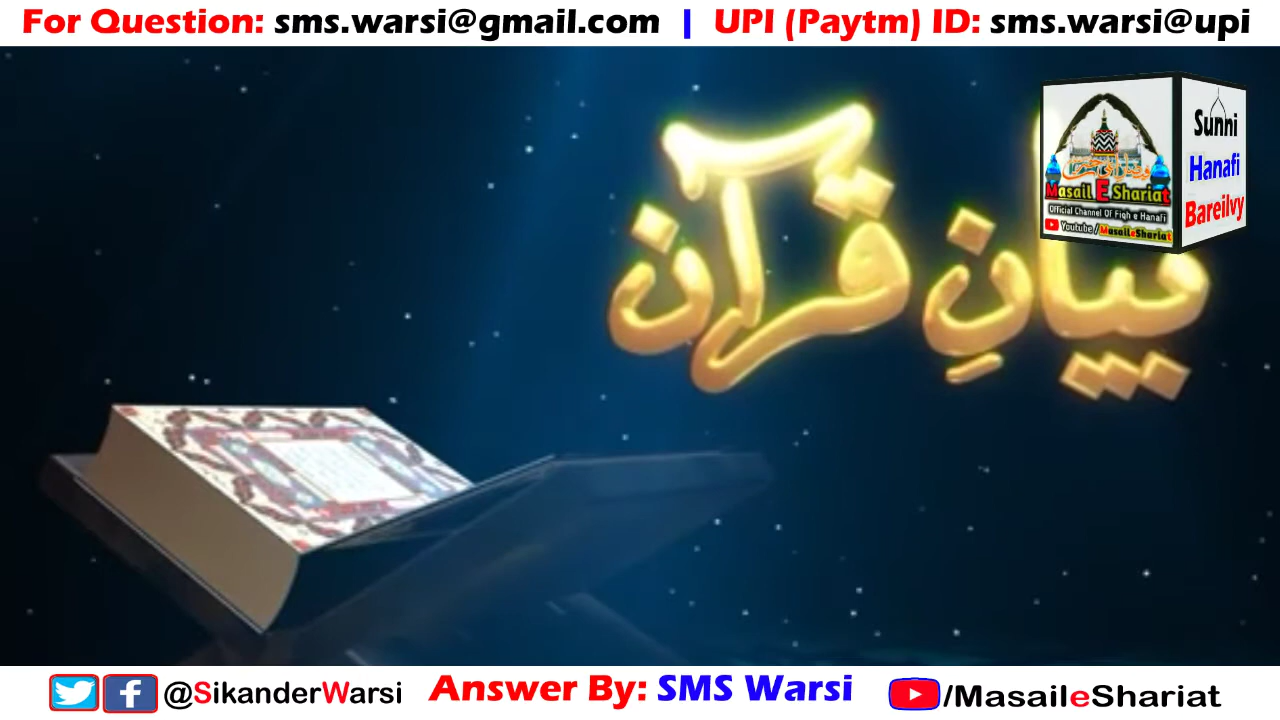 For Question: sms.warsi@gmail.com | UPI (Paytm) ID: sms.warsi@upi
بیانِ قرآن
Masail E Shariat
Official Channel Of Fiqh e Hanafi
Youtube / MasaileShariat
Sunni
Hanafi
Bareilvy
@SikanderWarsi
Answer By: SMS Warsi
/MasaileShariat